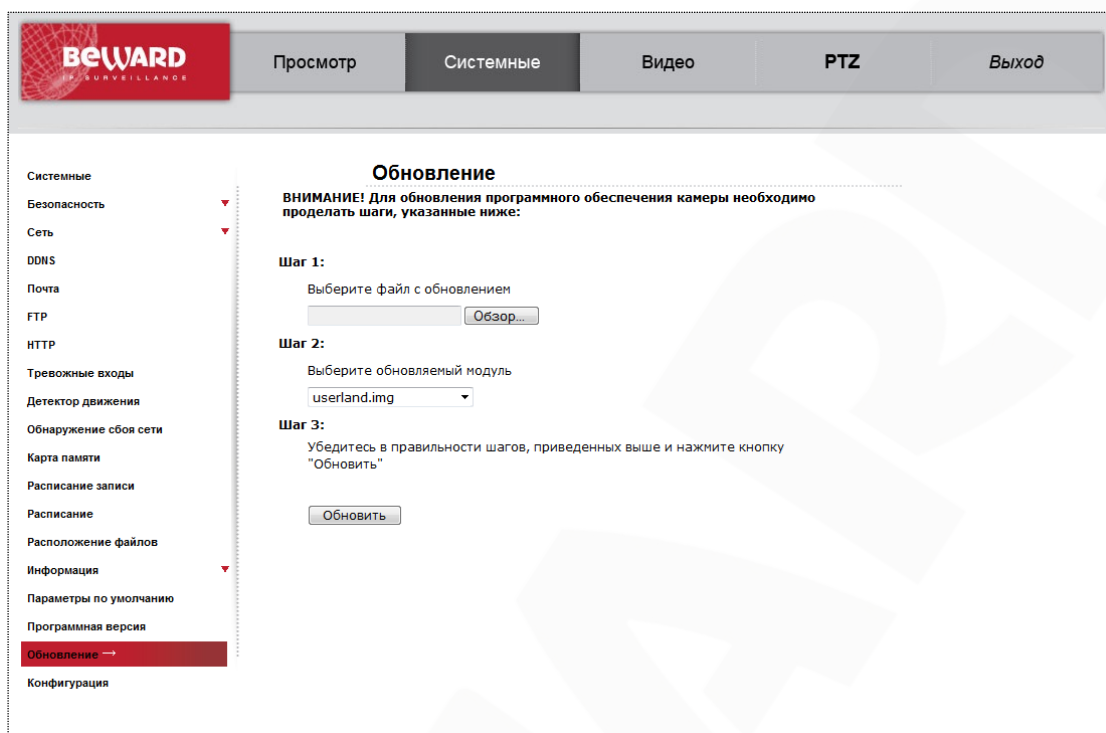 BEWARD
IP SURVEILLANCE
Просмотр
Системные
Видео
PTZ
Выход
Системные
Безопасность
Сеть
DDNS
Почта
FTP
HTTP
Тревожные входы
Детектор движения
Обнаружение сбоя сети
Карта памяти
Расписание записи
Расписание
Расположение файлов
Информация
Параметры по умолчанию
Программная версия
Обновление →
Конфигурация
Обновление
ВНИМАНИЕ! Для обновления программного обеспечения камеры необходимо
проделать шаги, указанные ниже:
Шаг 1:
Выберите файл с обновлением
Обзор...
Шаг 2:
Выберите обновляемый модуль
userland.img
Шаг 3:
Убедитесь в правильности шагов, приведенных выше и нажмите кнопку
"Обновить"
Обновить